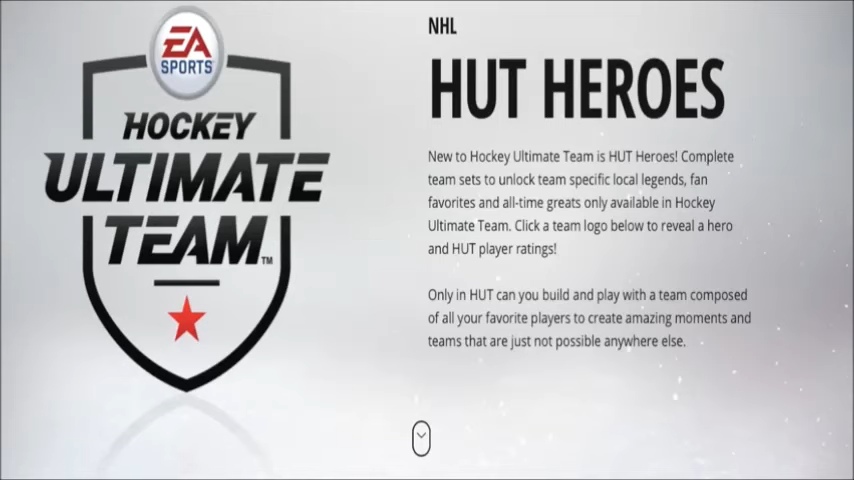 EA
SPORTS
HOCKEY
ULTIMATE
TEAM™
NHL
HUT HEROES
New to Hockey Ultimate Team is HUT Heroes! Complete
team sets to unlock team specific local legends, fan
favorites and all-time greats only available in Hockey
Ultimate Team. Click a team logo below to reveal a hero
and HUT player ratings!
Only in HUT can you build and play with a team composed
of all your favorite players to create amazing moments and
teams that are just not possible anywhere else.